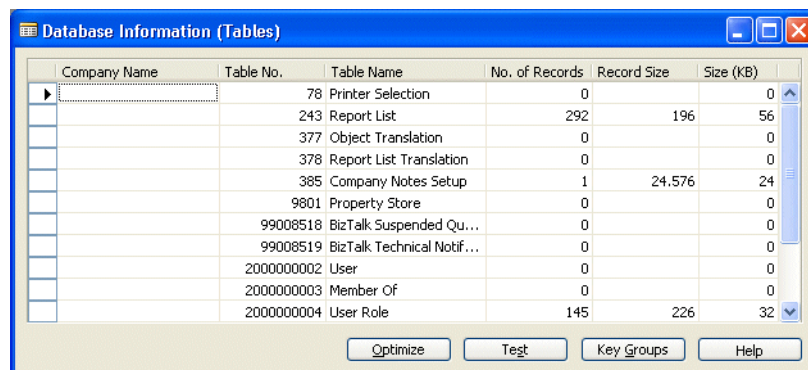 Database Information (Tables)
Company Name Table No. Table Name No. of Records Record Size Size (KB)
78 Printer Selection 0 0
243 Report List 292 196 56
377 Object Translation 0 0
378 Report List Translation 0 0
385 Company Notes Setup 1 24.576 24
9801 Property Store 0 0
99008518 BizTalk Suspended Qu... 0 0
99008519 BizTalk Technical Notif... 0 0
2000000002 User 0 0
2000000003 Member Of 0 0
2000000004 User Role 145 226 32
Optimize Test Key Groups Help